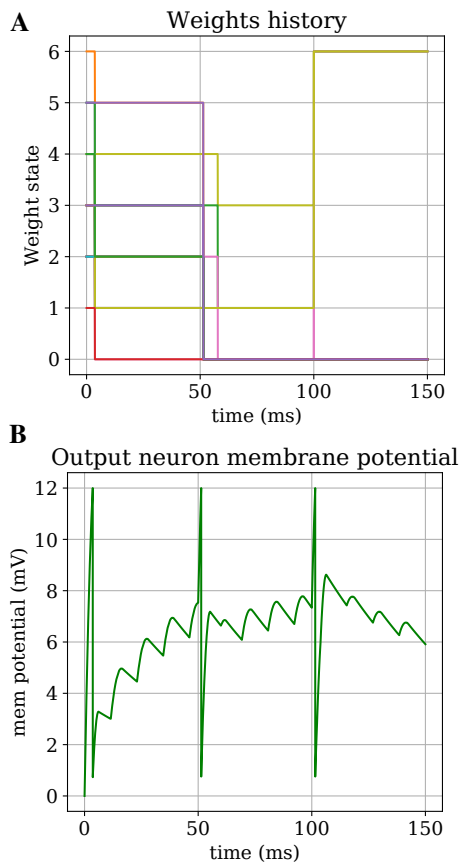 A
Weights history
Weight state
6
5
4
3
2
1
0
0 50 100 150
time (ms)
B
Output neuron membrane potential
mem potential (mV)
12
10
8
6
4
2
0
0 50 100 150
time (ms)